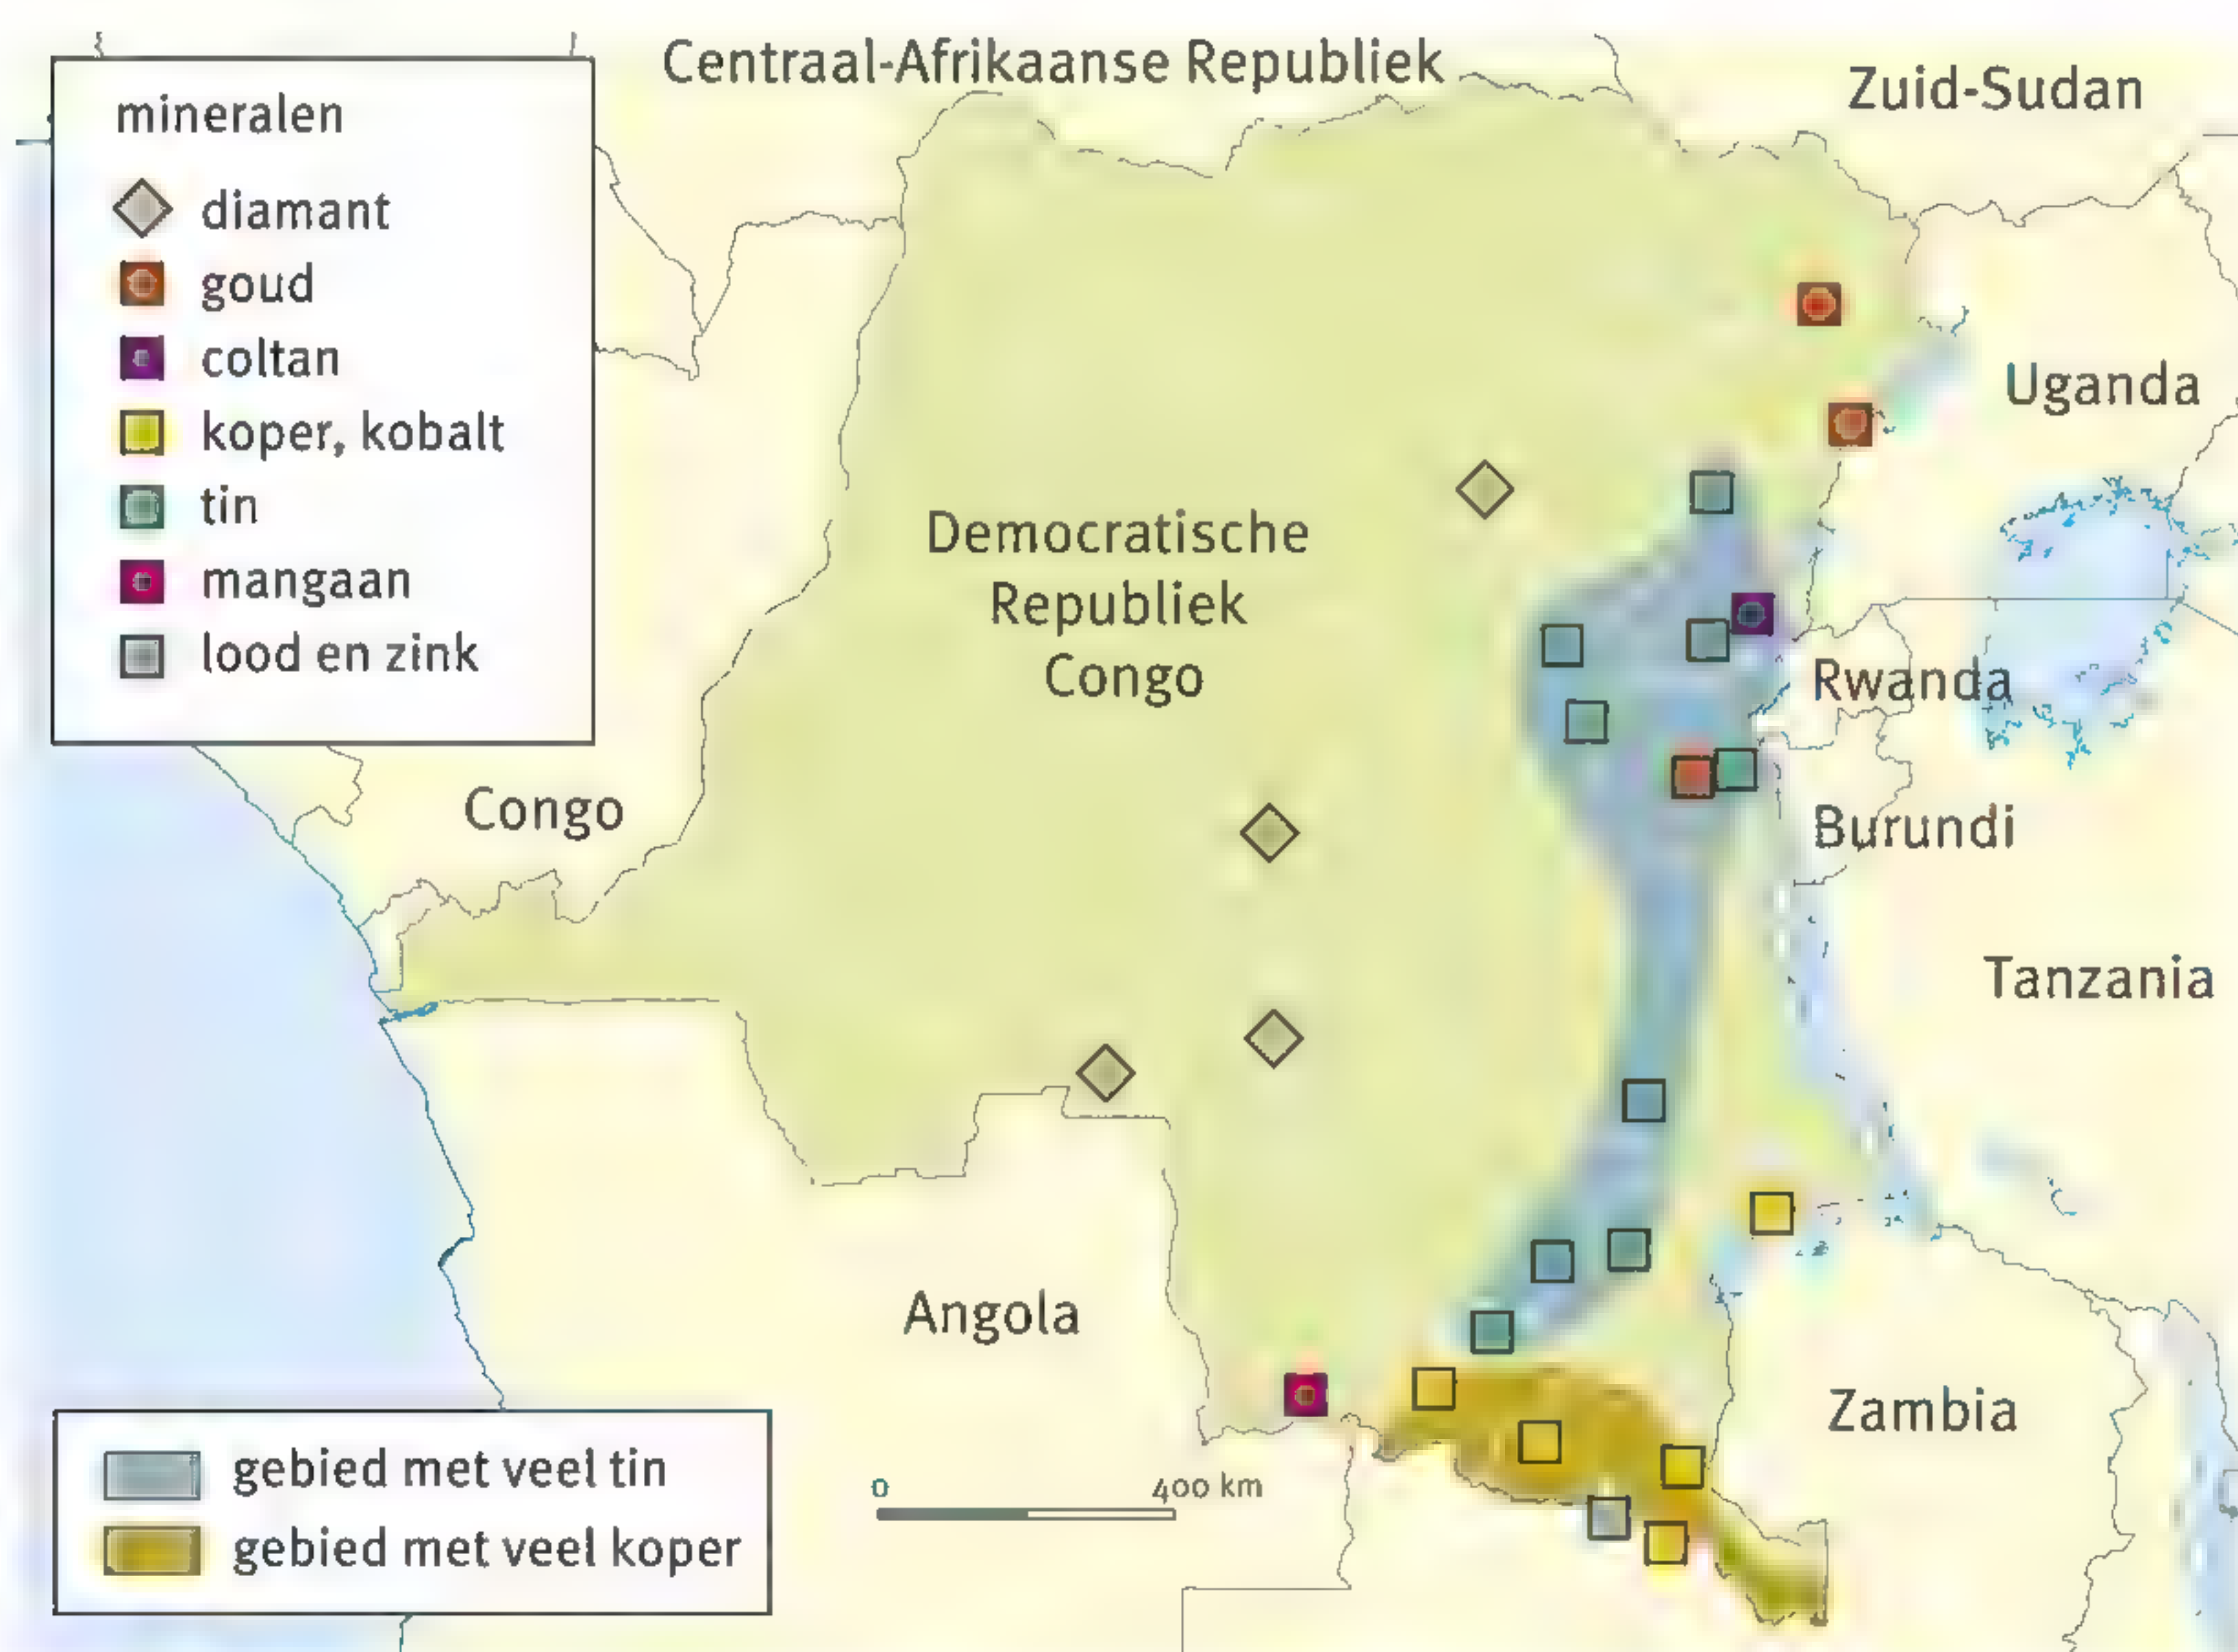 Centraal-Afrikaanse Republiek
Zuid-Sudan
mineralen
diamant
goud
coltan
koper, kobalt
tin
mangaan
lood en zink
Uganda
Democratische
Republiek
Congo
Rwanda
Congo
Burundi
Tanzania
Angola
Zambia
0 400 km
gebied met veel tin
gebied met veel koper